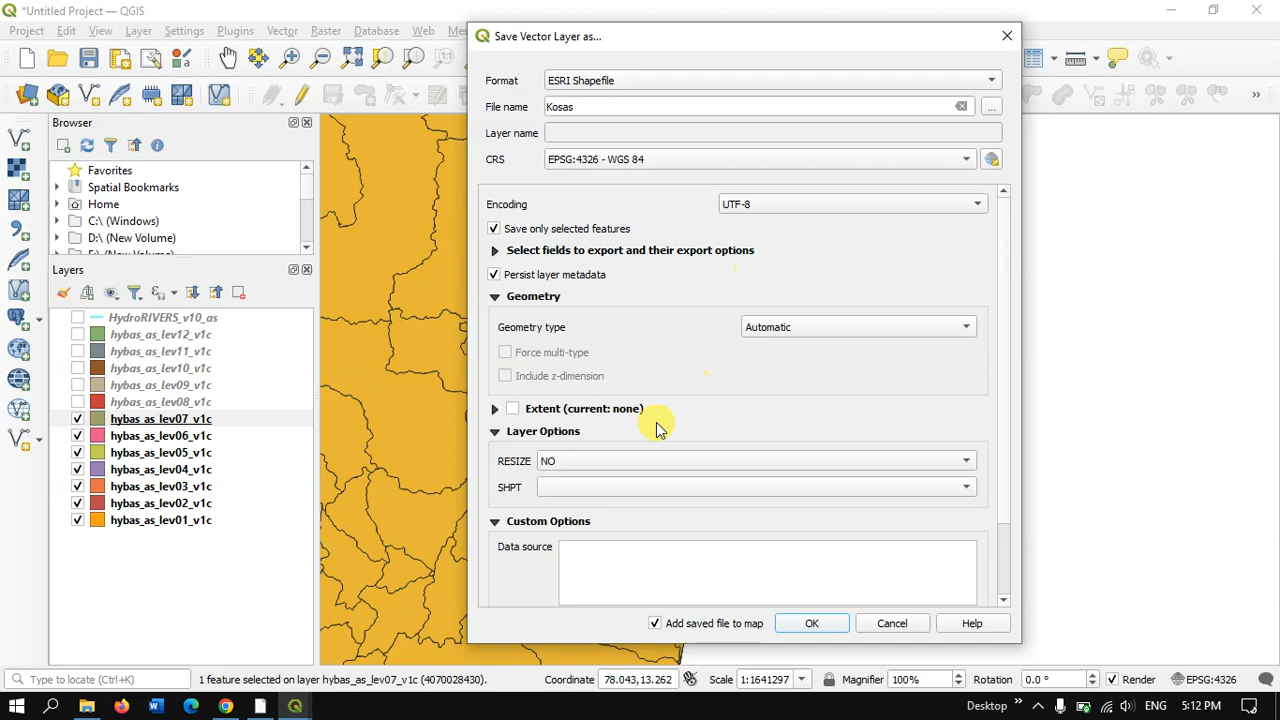 *Untitled Project — QGIS
Project Edit View Layer Settings Plugins Vector Raster Database Web Me
Browser
Favorites
Spatial Bookmarks
Home
C:\ (Windows)
D:\ (New Volume)
Layers
HydroRIVERS_v10_as
hybas_as_lev12_v1c
hybas_as_lev11_v1c
hybas_as_lev10_v1c
hybas_as_lev09_v1c
hybas_as_lev08_v1c
hybas_as_lev07_v1c
hybas_as_lev06_v1c
hybas_as_lev05_v1c
hybas_as_lev04_v1c
hybas_as_lev03_v1c
hybas_as_lev02_v1c
hybas_as_lev01_v1c
Save Vector Layer as...
Format ESRI Shapefile
File name Kosas ...
Layer name
CRS EPSG:4326 - WGS 84
Encoding UTF-8
Save only selected features
Select fields to export and their export options
Persist layer metadata
Geometry
Geometry type Automatic
Force multi-type
Include z-dimension
Extent (current: none)
Layer Options
RESIZE NO
SHPT
Custom Options
Data source
Add saved file to map OK Cancel Help
Type to locate (Ctrl+K) 1 feature selected on layer hybas_as_lev07_v1c (4070028430). Coordinate 78.043,13.262 Scale 1:1641297 Magnifier 100% Rotation 0.0 ° Render EPSG:4326
Desktop ENG 5:12 PM